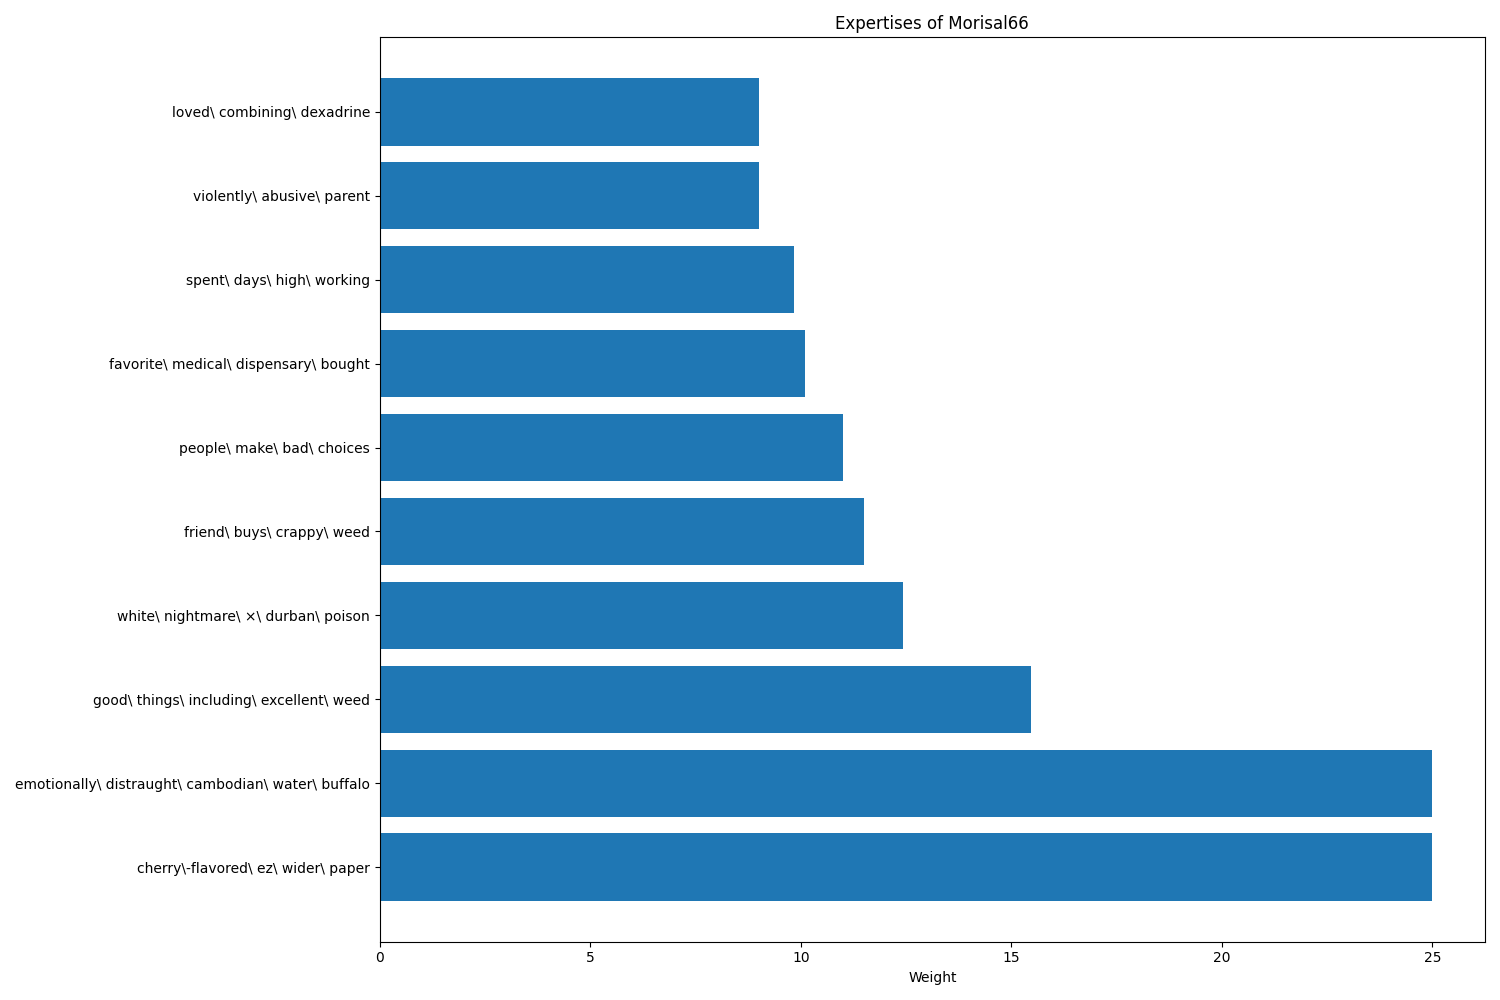 Expertises of Morisal66
loved\ combining\ dexadrine
violently\ abusive\ parent
spent\ days\ high\ working
favorite\ medical\ dispensary\ bought
people\ make\ bad\ choices
friend\ buys\ crappy\ weed
white\ nightmare\ ×\ durban\ poison
good\ things\ including\ excellent\ weed
emotionally\ distraught\ cambodian\ water\ buffalo
cherry\-flavored\ ez\ wider\ paper
0 5 10 15 20 25
Weight